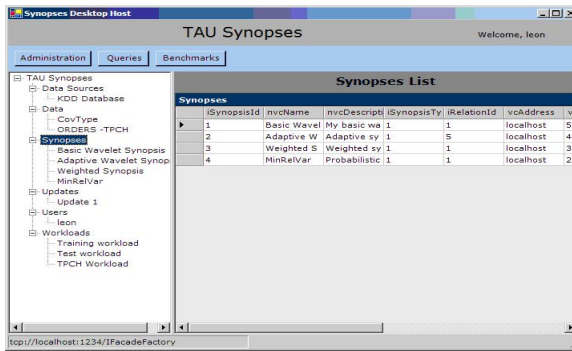 Synopses Desktop Host
TAU Synopses
Welcome, leon
Administration Queries Benchmarks
TAU Synopses
Data Sources
KDD Database
Data
CovType
ORDERS -TPCH
Synopses
Basic Wavelet Synopsis
Adaptive Wavelet Synop
Weighted Synopsis
MinRelVar
Updates
Update 1
Users
leon
Workloads
Training workload
Test workload
TPCH Workload
Synopses List
Synopses
iSynopsisId nvcName nvcDescripti iSynopsisTy iRelationId vcAddress v
1 Basic Wavel My basic wa 1 1 localhost 5
2 Adaptive W Adaptive sy 1 5 localhost 4
3 Weighted S Weighted sy 1 1 localhost 3
4 MinRelVar Probabilistic 1 1 localhost 2
tcp://localhost:1234/IFacadeFactory